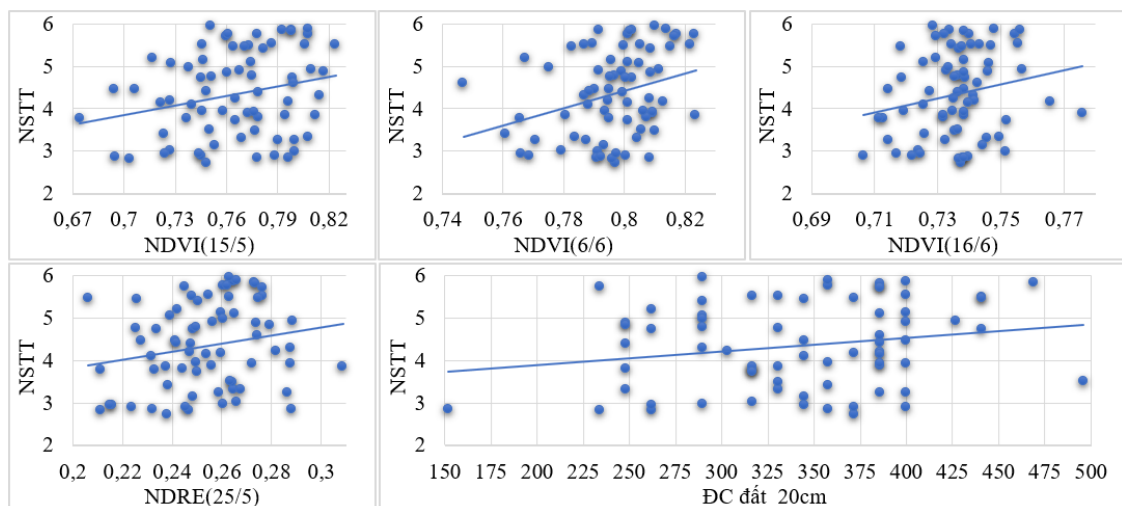 6
5
4
3
2
NSTT
0,67 0,7 0,73 0,76 0,79 0,82
NDVI(15/5)
6
5
4
3
2
NSTT
0,74 0,76 0,78 0,8 0,82
NDVI(6/6)
6
5
4
3
2
NSTT
0,69 0,71 0,73 0,75 0,77
NDVI(16/6)
6
5
4
3
2
NSTT
0,2 0,22 0,24 0,26 0,28 0,3
NDRE(25/5)
6
5
4
3
2
NSTT
150 175 200 225 250 275 300 325 350 375 400 425 450 475 500
ĐC đất 20cm